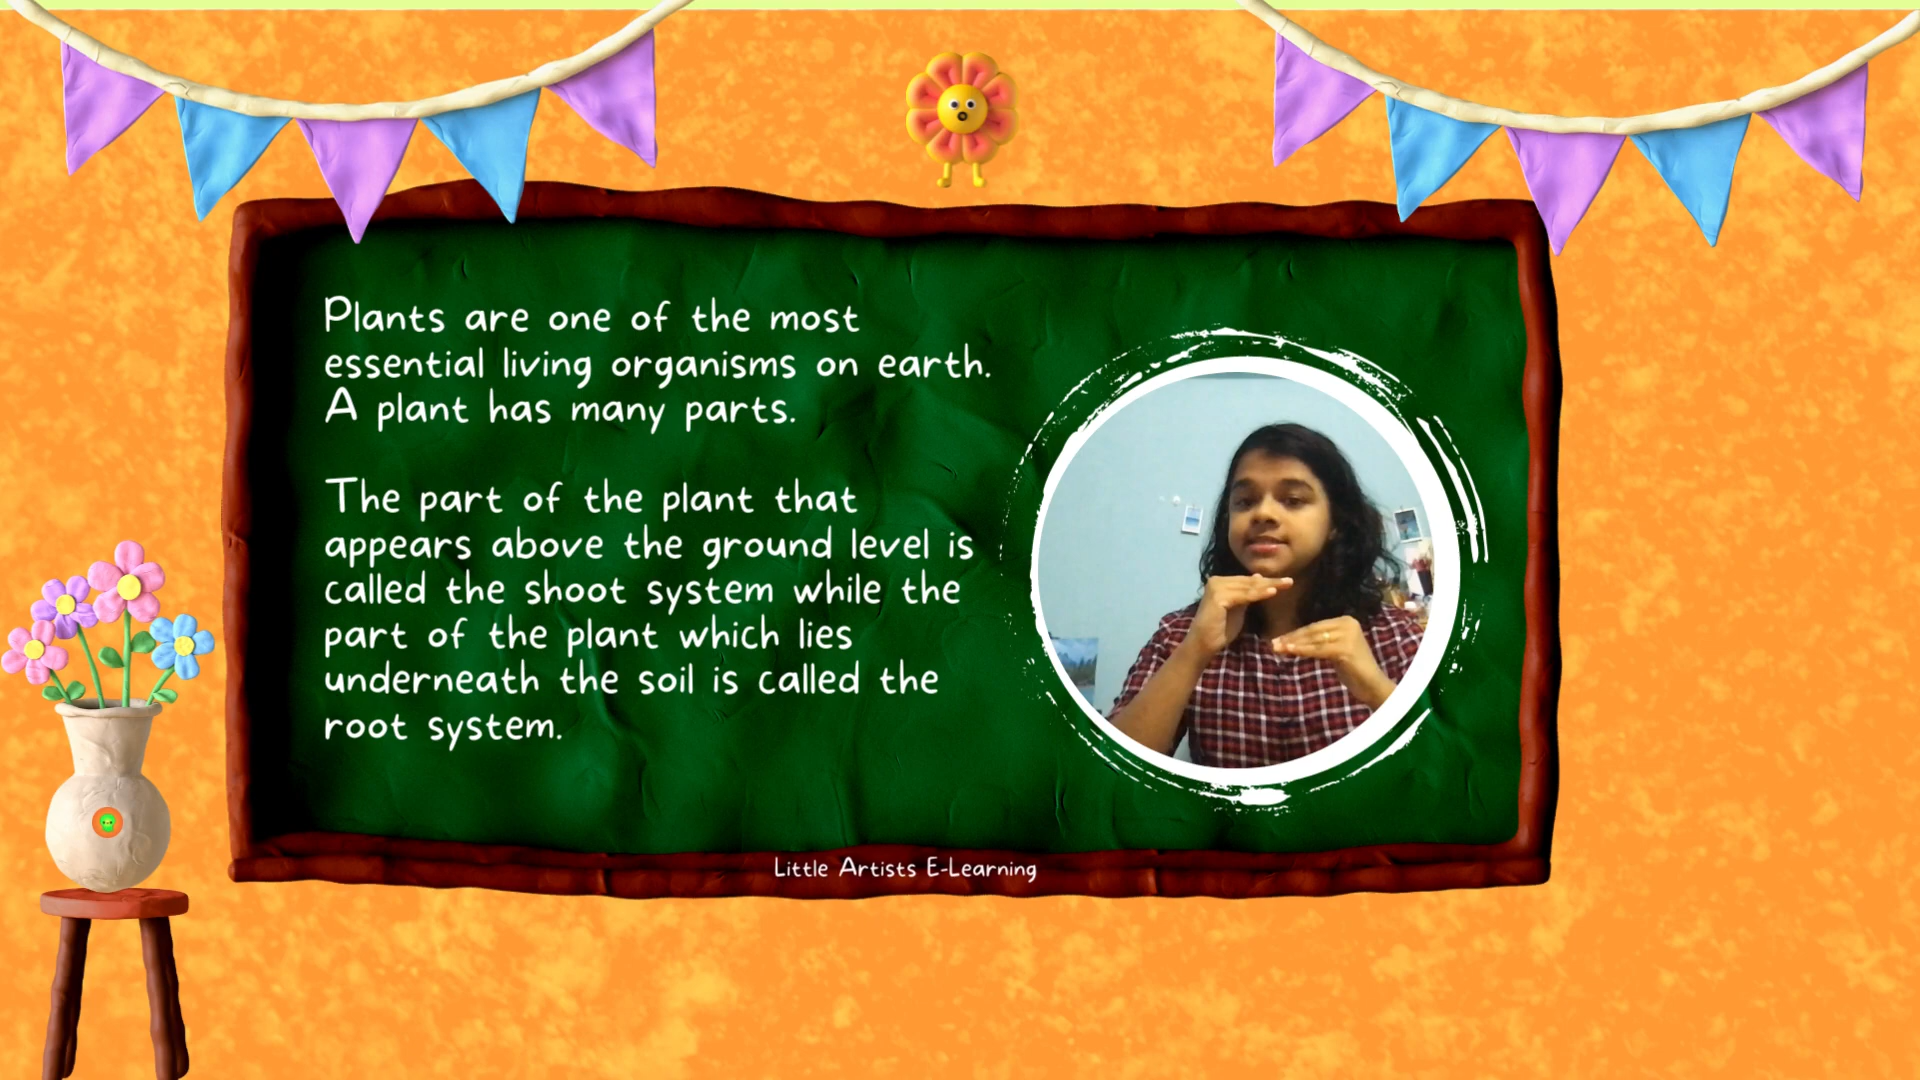 Plants are one of the most
essential living organisms on earth.
A plant has many parts.
The part of the plant that
appears above the ground level is
called the shoot system while the
part of the plant which lies
underneath the soil is called the
root system.
Little Artists E-Learning